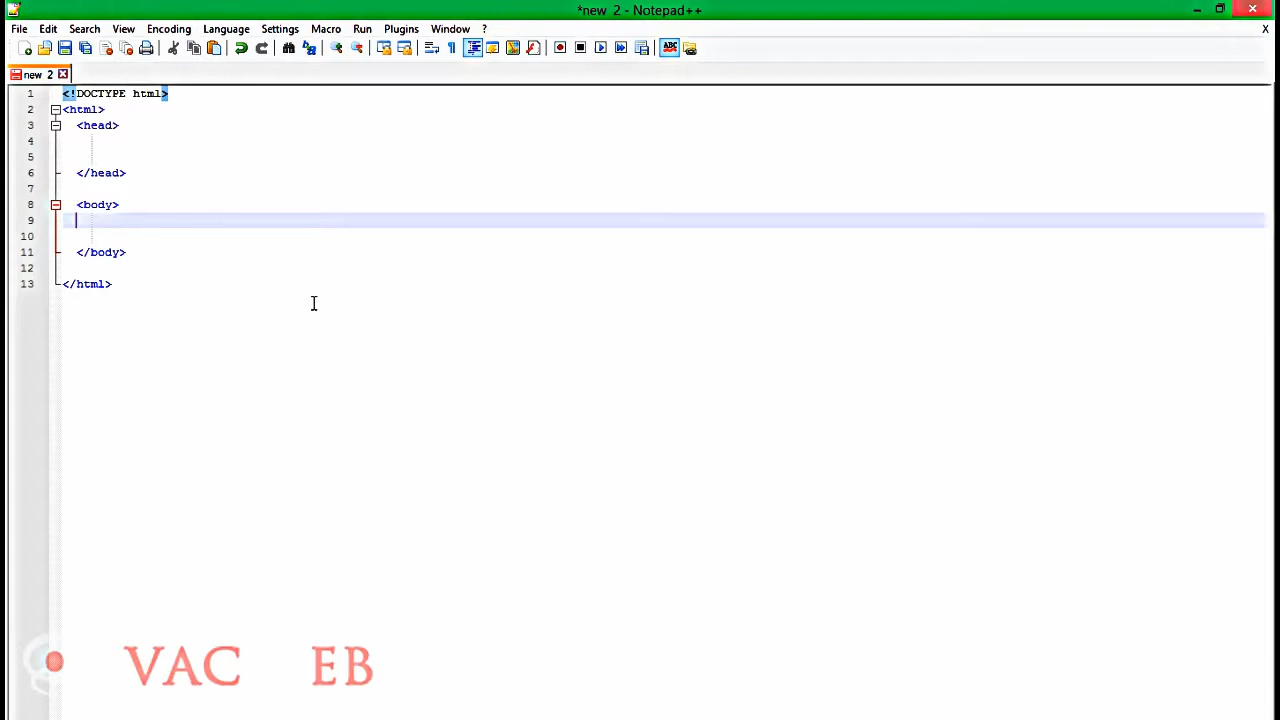 *new 2 - Notepad++
File Edit Search View Encoding Language Settings Macro Run Plugins Window ? X
new 2
1 <!DOCTYPE html>
2 <html>
3 <head>
4
5
6 </head>
7
8 <body>
9
10
11 </body>
12
13 </html>
VAC EB